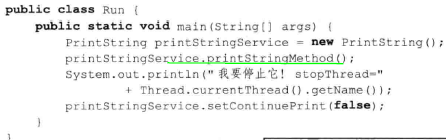 public class Run {
public static void main(String[] args) {
PrintString printStringService = new PrintString();
printStringService.printStringMethod();
System.out.println("我要停止它! stopThread="
+ Thread.currentThread().getName());
printStringService.setContinuePrint(false);
}
}